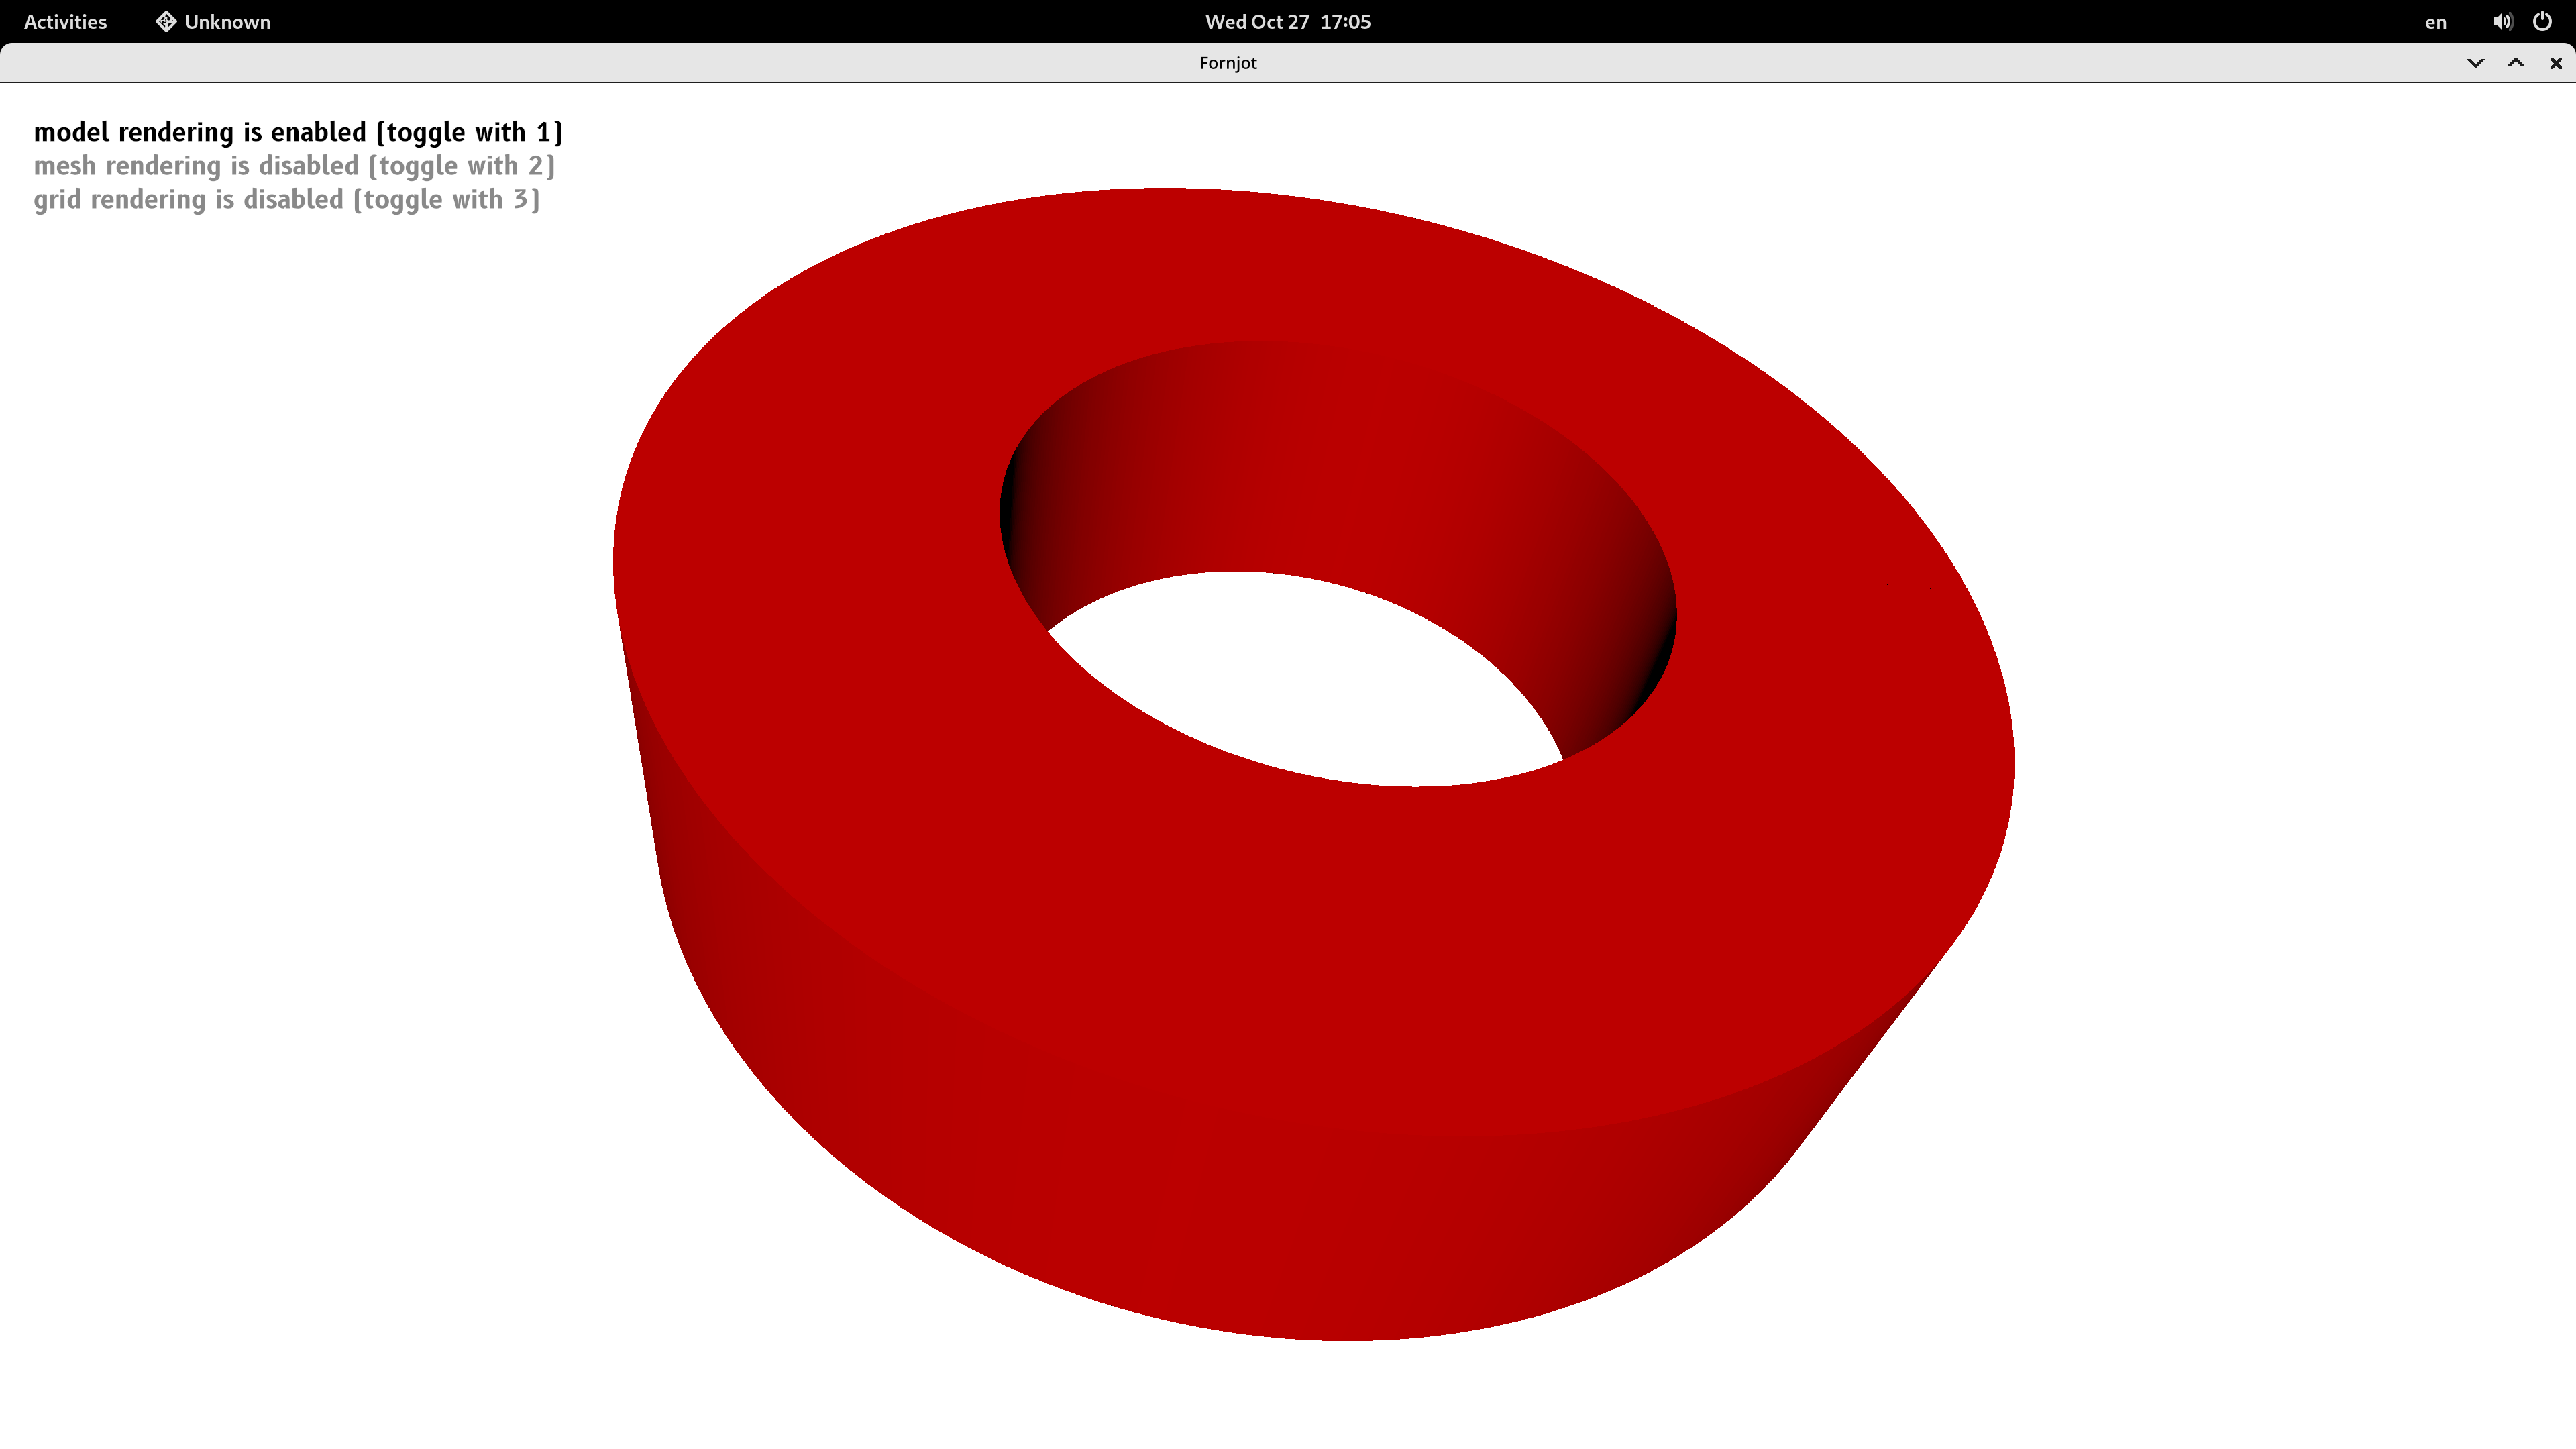 Activities Unknown Wed Oct 27 17:05 en
Fornjot
model rendering is enabled (toggle with 1)
mesh rendering is disabled (toggle with 2)
grid rendering is disabled (toggle with 3)